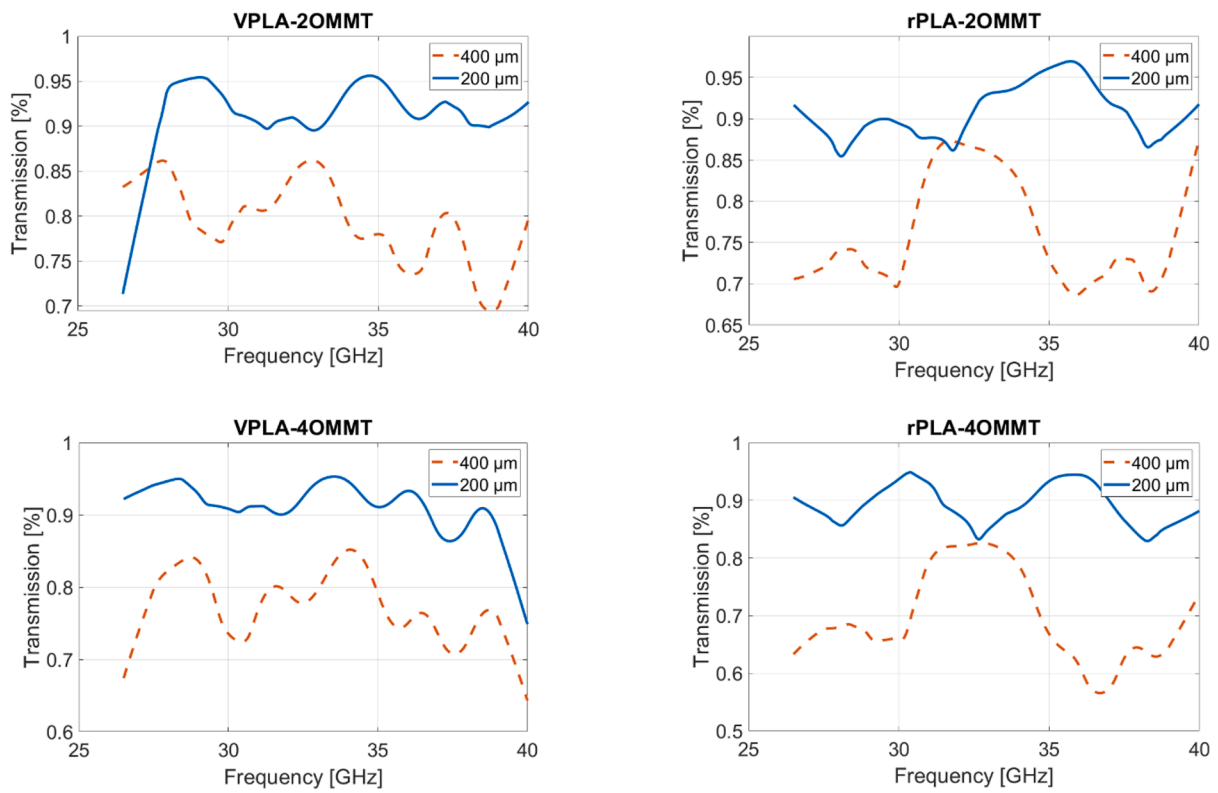 VPLA-2OMMT
1
0.95
0.9
0.85
0.8
0.75
0.7
Transmission [%]
400 µm
200 µm
25
30
35
40
Frequency [GHz]
rPLA-2OMMT
0.95
0.9
0.85
0.8
0.75
0.7
0.65
Transmission [%]
400 µm
200 µm
25
30
35
40
Frequency [GHz]
VPLA-4OMMT
1
0.9
0.8
0.7
0.6
Transmission [%]
400 µm
200 µm
25
30
35
40
Frequency [GHz]
rPLA-4OMMT
1
0.9
0.8
0.7
0.6
0.5
Transmission [%]
400 µm
200 µm
25
30
35
40
Frequency [GHz]